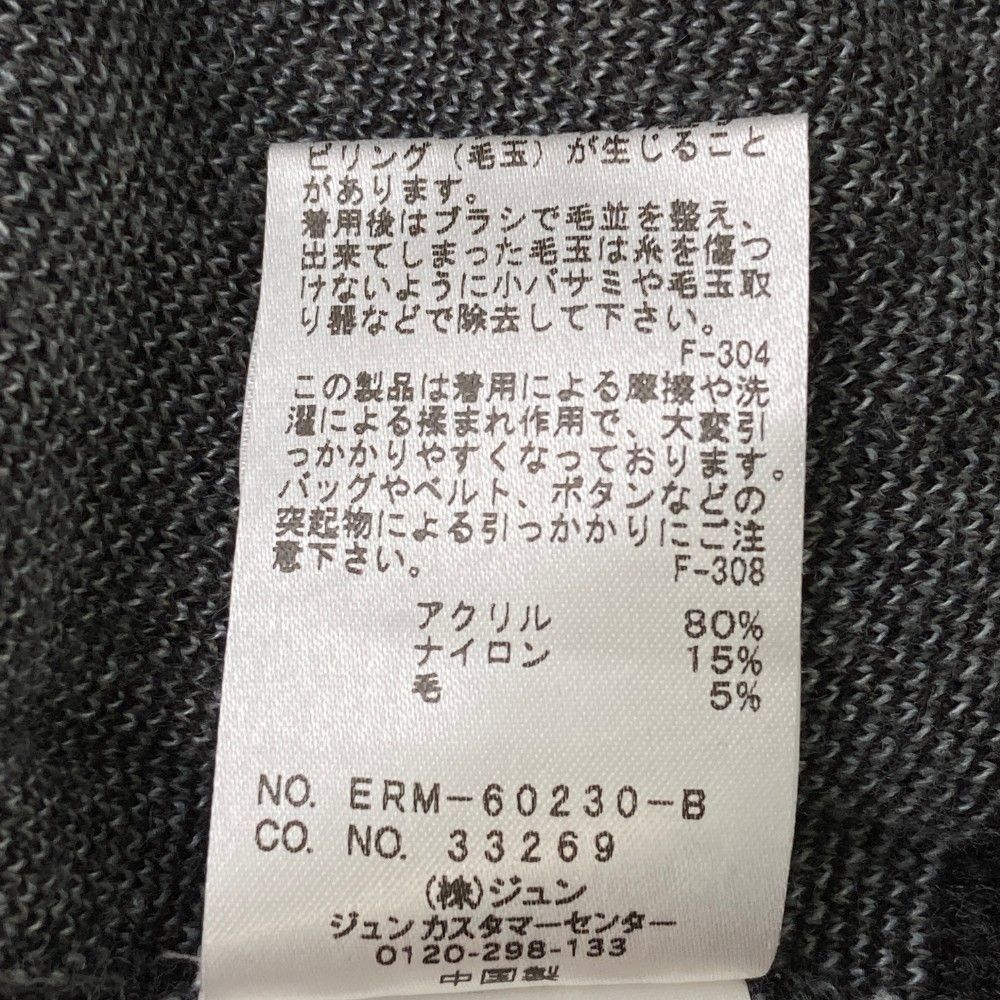 ピリング(毛玉)が生じること
があります。
着用後はブラシで毛並を整え、
出来てしまった毛玉は糸を傷つ
けないように小バサミや毛玉取
り器などで除去して下さい。
F-304
この製品は着用による摩擦や洗
濯による揉まれ作用で、大変引
っかかりやすくなっております。
バッグやベルト、ボタンなどの
突起物による引っかかりにご注
意下さい。
F-308
アクリル 80%
ナイロン 15%
毛 5%
NO. ERM-60230-B
CO. NO. 33269
(株)ジュン
ジュンカスタマーセンター
0120-298-133
中国製